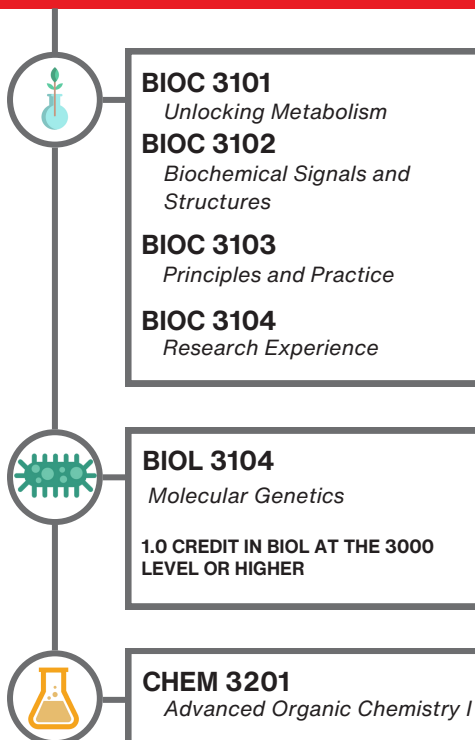 BIOC 3101
Unlocking Metabolism
BIOC 3102
Biochemical Signals and
Structures
BIOC 3103
Principles and Practice
BIOC 3104
Research Experience
BIOL 3104
Molecular Genetics
1.0 CREDIT IN BIOL AT THE 3000
LEVEL OR HIGHER
CHEM 3201
Advanced Organic Chemistry I